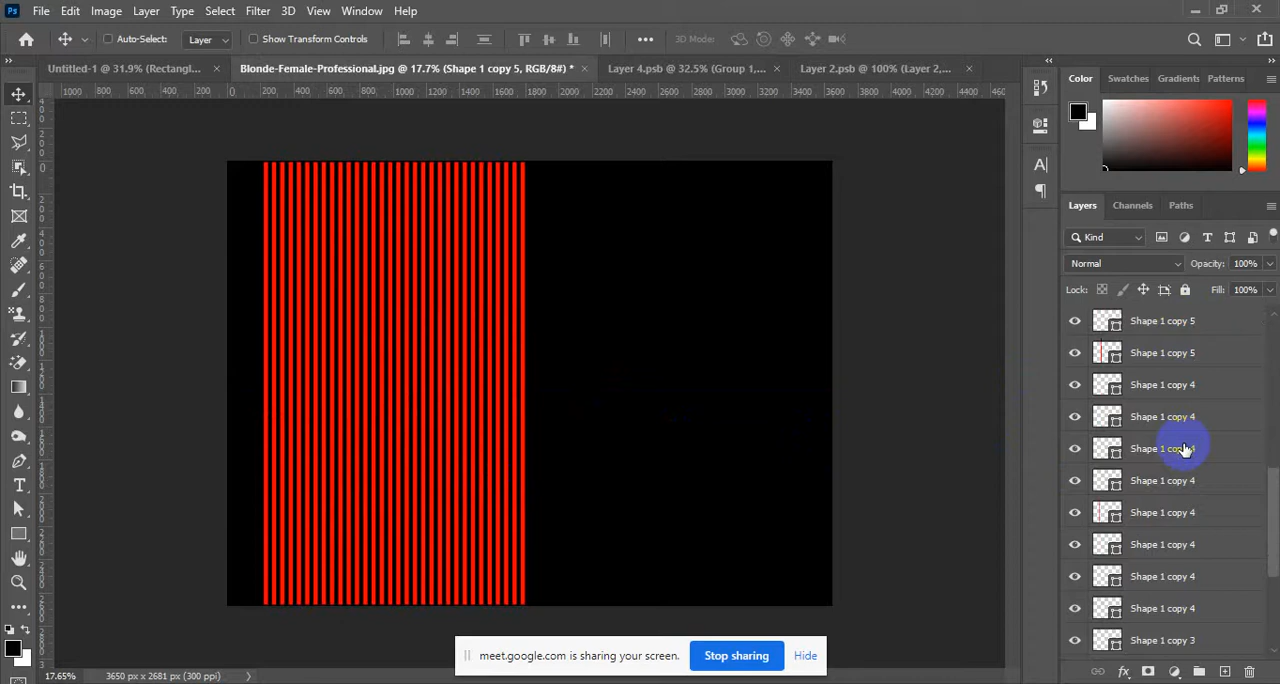 Ps File Edit Image Layer Type Select Filter 3D View Window Help
Auto-Select: Layer Show Transform Controls 3D Mode:
Untitled-1 @ 31.9% (Rectangl... × Blonde-Female-Professional.jpg @ 17.7% (Shape 1 copy 5, RGB/8#) * × Layer 4.psb @ 32.5% (Group 1,... × Layer 2.psb @ 100% (Layer 2,... ×
1000 800 600 400 200 0 200 400 600 800 1000 1200 1400 1600 1800 2000 2200 2400 2600 2800 3000 3200 3400 3600 3800 4000 4200 4400
Color Swatches Gradients Patterns
Layers Channels Paths
Kind
Normal Opacity: 100%
Lock: Fill: 100%
Shape 1 copy 5
Shape 1 copy 5
Shape 1 copy 4
Shape 1 copy 4
Shape 1 copy 4
Shape 1 copy 4
Shape 1 copy 4
Shape 1 copy 4
Shape 1 copy 4
Shape 1 copy 4
Shape 1 copy 3
meet.google.com is sharing your screen. Stop sharing Hide
17.65% 3650 px x 2681 px (300 ppi)